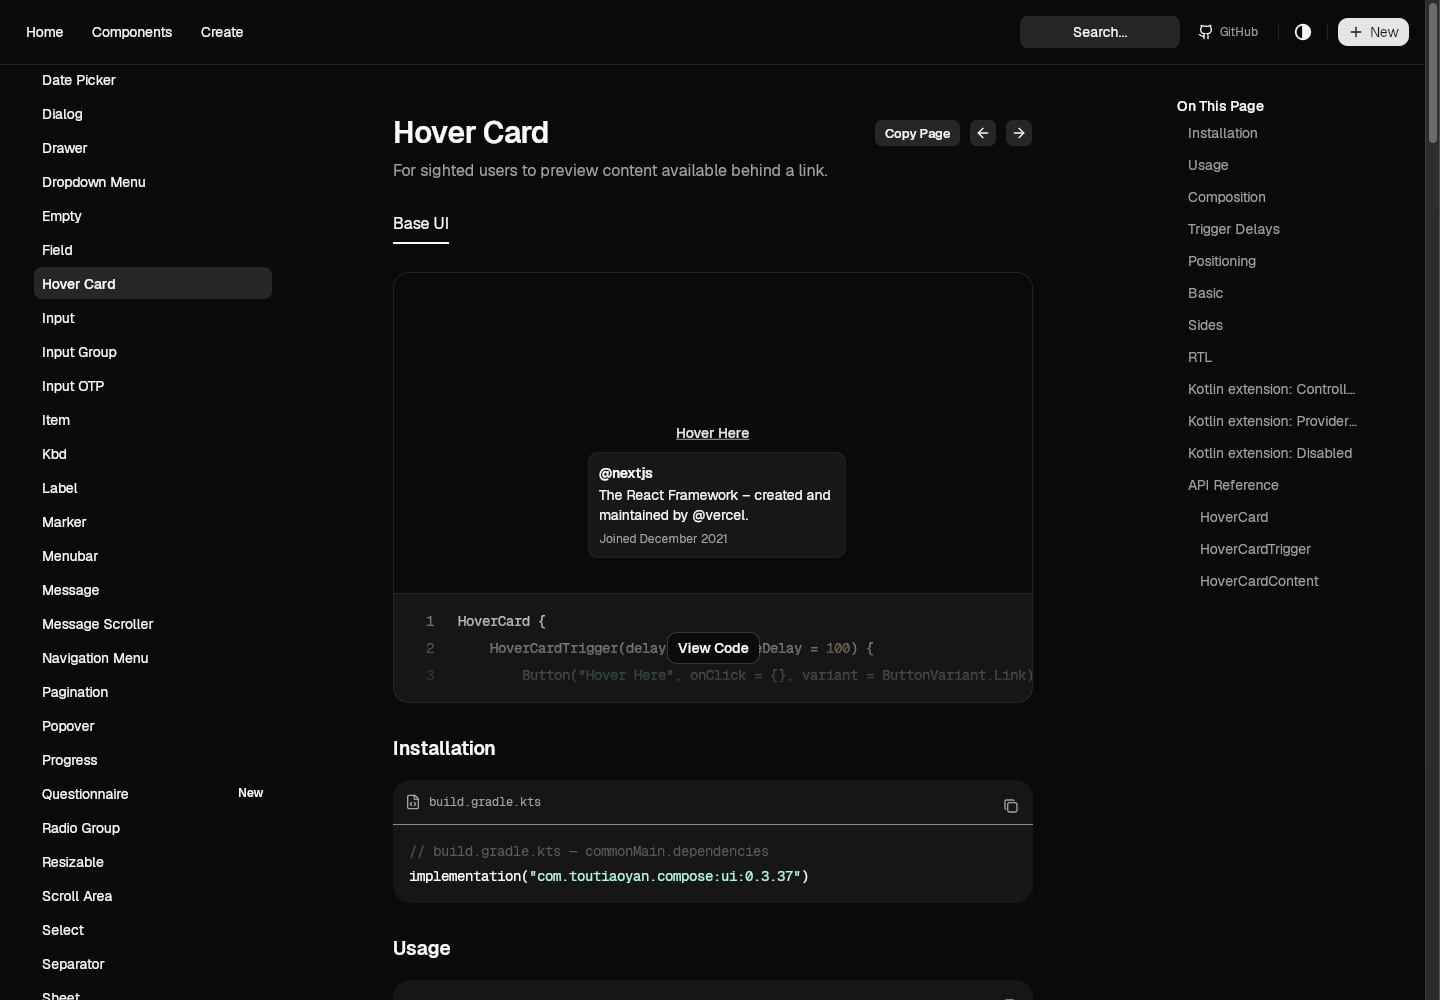 Home
Components
Create
Search...
GitHub
New
Date Picker
Dialog
Drawer
Dropdown Menu
Empty
Field
Hover Card
Input
Input Group
Input OTP
Item
Kbd
Label
Marker
Menubar
Message
Message Scroller
Navigation Menu
Pagination
Popover
Progress
Questionnaire New
Radio Group
Resizable
Scroll Area
Select
Separator
Sheet
Hover Card
Copy Page
For sighted users to preview content available behind a link.
Base UI
Hover Here
@nextjs
The React Framework – created and
maintained by @vercel.
Joined December 2021
1 HoverCard {
2 HoverCardTrigger(delay eDelay = 100) {
View Code
3 Button("Hover Here", onClick = {}, variant = ButtonVariant.Link)
Installation
build.gradle.kts
// build.gradle.kts — commonMain.dependencies
implementation("com.toutiaoyan.compose:ui:0.3.37")
Usage
On This Page
Installation
Usage
Composition
Trigger Delays
Positioning
Basic
Sides
RTL
Kotlin extension: Controll...
Kotlin extension: Provider...
Kotlin extension: Disabled
API Reference
HoverCard
HoverCardTrigger
HoverCardContent